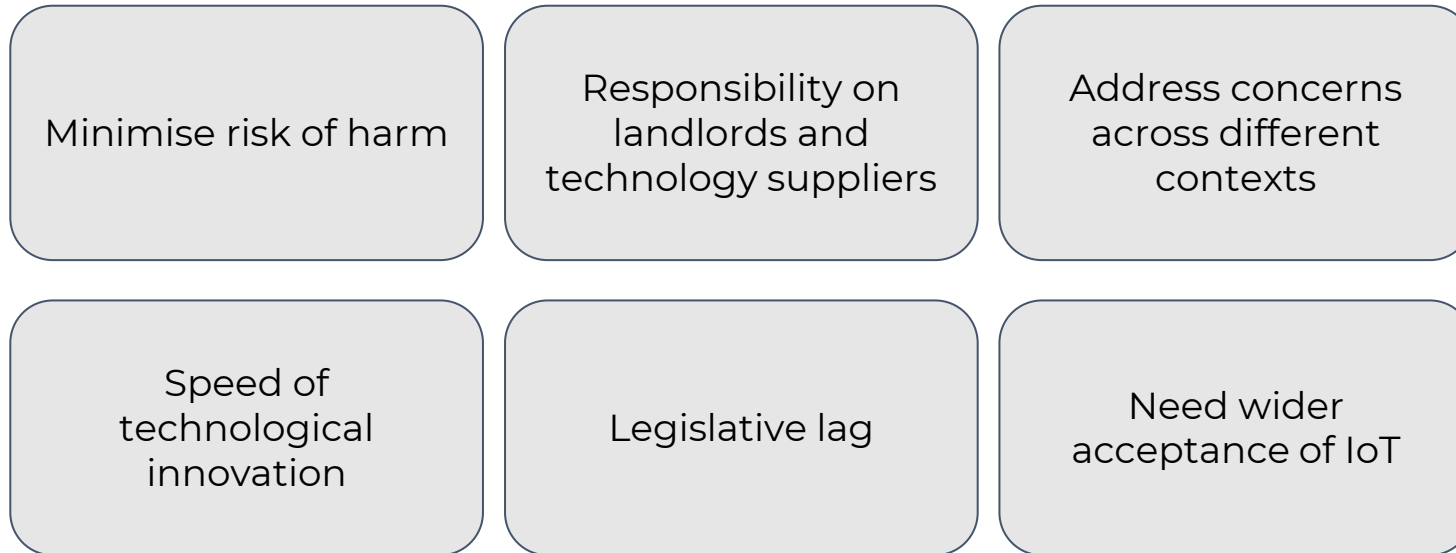 Minimise risk of harm
Responsibility on
landlords and
technology suppliers
Address concerns
across different
contexts
Speed of
technological
innovation
Legislative lag
Need wider
acceptance of IoT